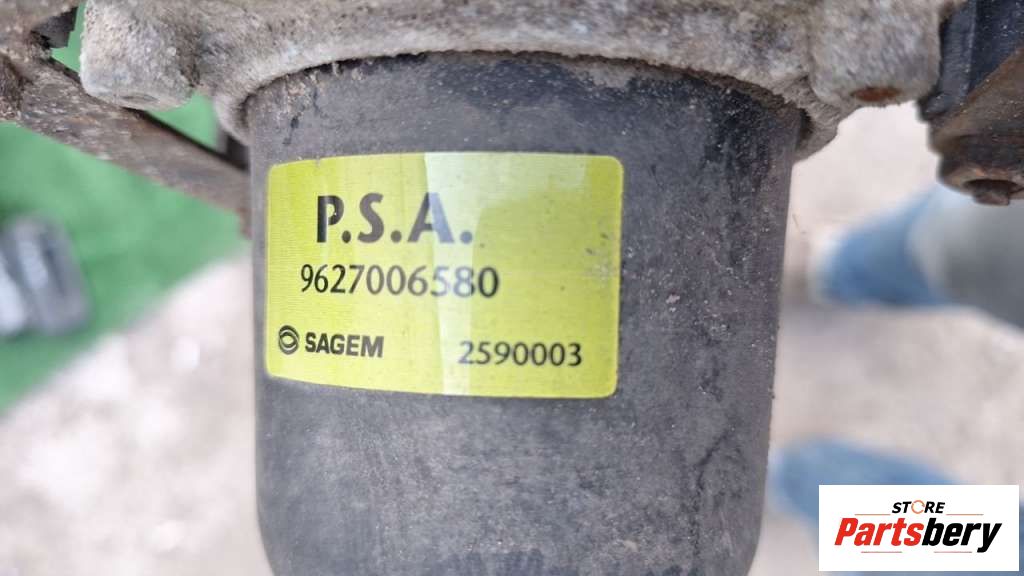 P.S.A.
9627006580
SAGEM 2590003
STORE
Partsbery